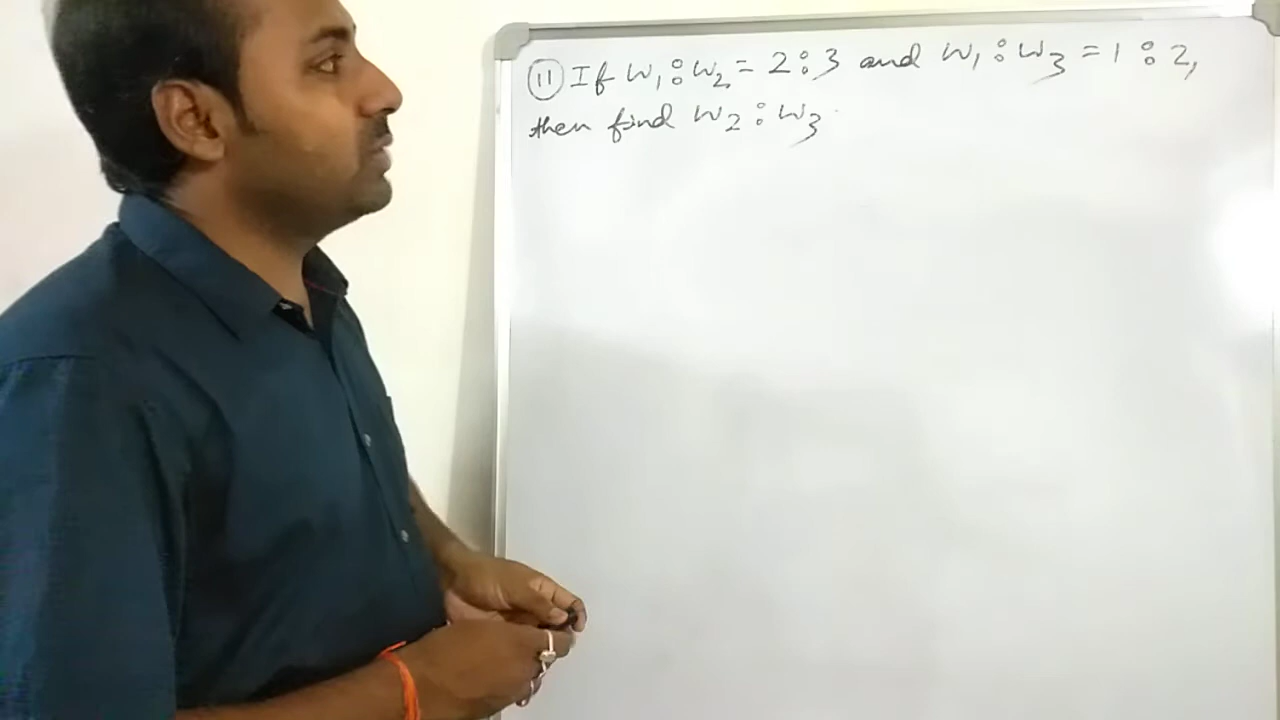 (11) If W₁ : W₂ = 2 : 3 and W₁ : W₃ = 1 : 2,
then find W₂ : W₃.